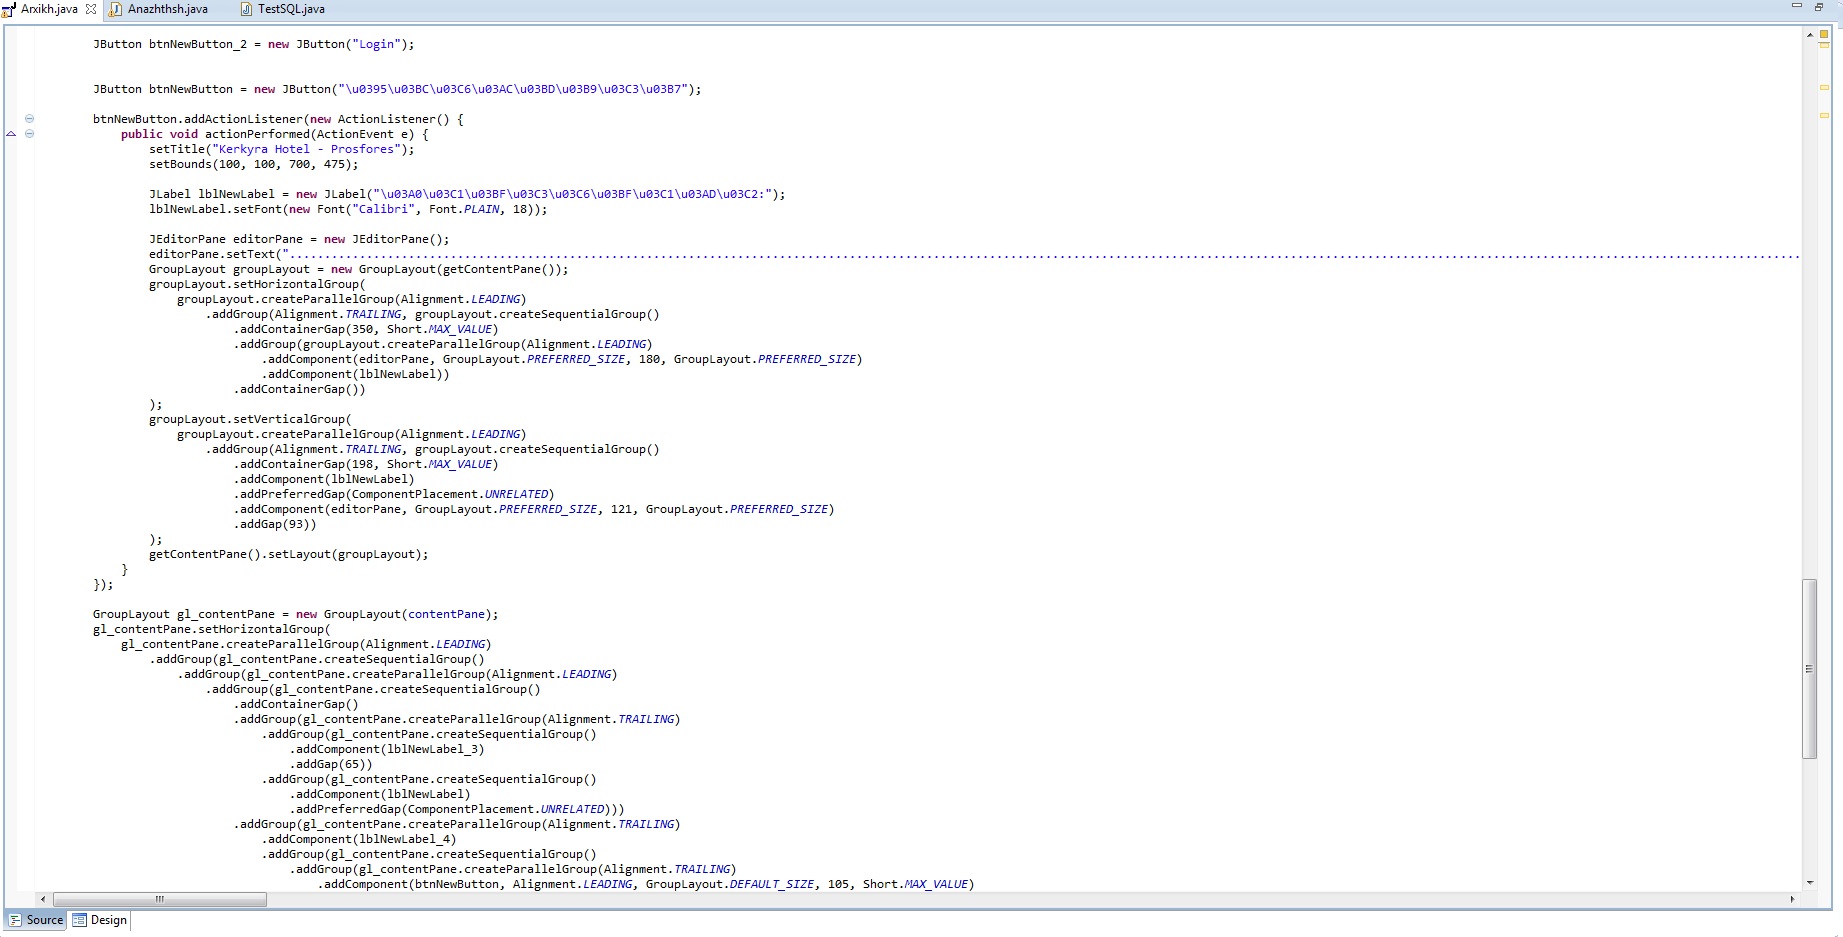 Arxikh.java Anazhthsh.java TestSQL.java
JButton btnNewButton_2 = new JButton("Login");
JButton btnNewButton = new JButton("\u0395\u03BC\u03C6\u03AC\u03BD\u03B9\u03C3\u03B7");
btnNewButton.addActionListener(new ActionListener() {
public void actionPerformed(ActionEvent e) {
setTitle("Kerkyra Hotel - Prosfores");
setBounds(100, 100, 700, 475);
JLabel lblNewLabel = new JLabel("\u03A0\u03C1\u03BF\u03C3\u03C6\u03BF\u03C1\u03AD\u03C2:");
lblNewLabel.setFont(new Font("Calibri", Font.PLAIN, 18));
JEditorPane editorPane = new JEditorPane();
editorPane.setText("........................................................................................................................................................................................................................
GroupLayout groupLayout = new GroupLayout(getContentPane());
groupLayout.setHorizontalGroup(
groupLayout.createParallelGroup(Alignment.LEADING)
.addGroup(Alignment.TRAILING, groupLayout.createSequentialGroup()
.addContainerGap(350, Short.MAX_VALUE)
.addGroup(groupLayout.createParallelGroup(Alignment.LEADING)
.addComponent(editorPane, GroupLayout.PREFERRED_SIZE, 180, GroupLayout.PREFERRED_SIZE)
.addComponent(lblNewLabel))
.addContainerGap())
);
groupLayout.setVerticalGroup(
groupLayout.createParallelGroup(Alignment.LEADING)
.addGroup(Alignment.TRAILING, groupLayout.createSequentialGroup()
.addContainerGap(198, Short.MAX_VALUE)
.addComponent(lblNewLabel)
.addPreferredGap(ComponentPlacement.UNRELATED)
.addComponent(editorPane, GroupLayout.PREFERRED_SIZE, 121, GroupLayout.PREFERRED_SIZE)
.addGap(93))
);
getContentPane().setLayout(groupLayout);
}
});
GroupLayout gl_contentPane = new GroupLayout(contentPane);
gl_contentPane.setHorizontalGroup(
gl_contentPane.createParallelGroup(Alignment.LEADING)
.addGroup(gl_contentPane.createSequentialGroup()
.addGroup(gl_contentPane.createParallelGroup(Alignment.LEADING)
.addGroup(gl_contentPane.createSequentialGroup()
.addContainerGap()
.addGroup(gl_contentPane.createParallelGroup(Alignment.TRAILING)
.addGroup(gl_contentPane.createSequentialGroup()
.addComponent(lblNewLabel_3)
.addGap(65))
.addGroup(gl_contentPane.createSequentialGroup()
.addComponent(lblNewLabel)
.addPreferredGap(ComponentPlacement.UNRELATED)))
.addGroup(gl_contentPane.createParallelGroup(Alignment.TRAILING)
.addComponent(lblNewLabel_4)
.addGroup(gl_contentPane.createSequentialGroup()
.addGroup(gl_contentPane.createParallelGroup(Alignment.TRAILING)
.addComponent(btnNewButton, Alignment.LEADING, GroupLayout.DEFAULT_SIZE, 105, Short.MAX_VALUE)
Source Design